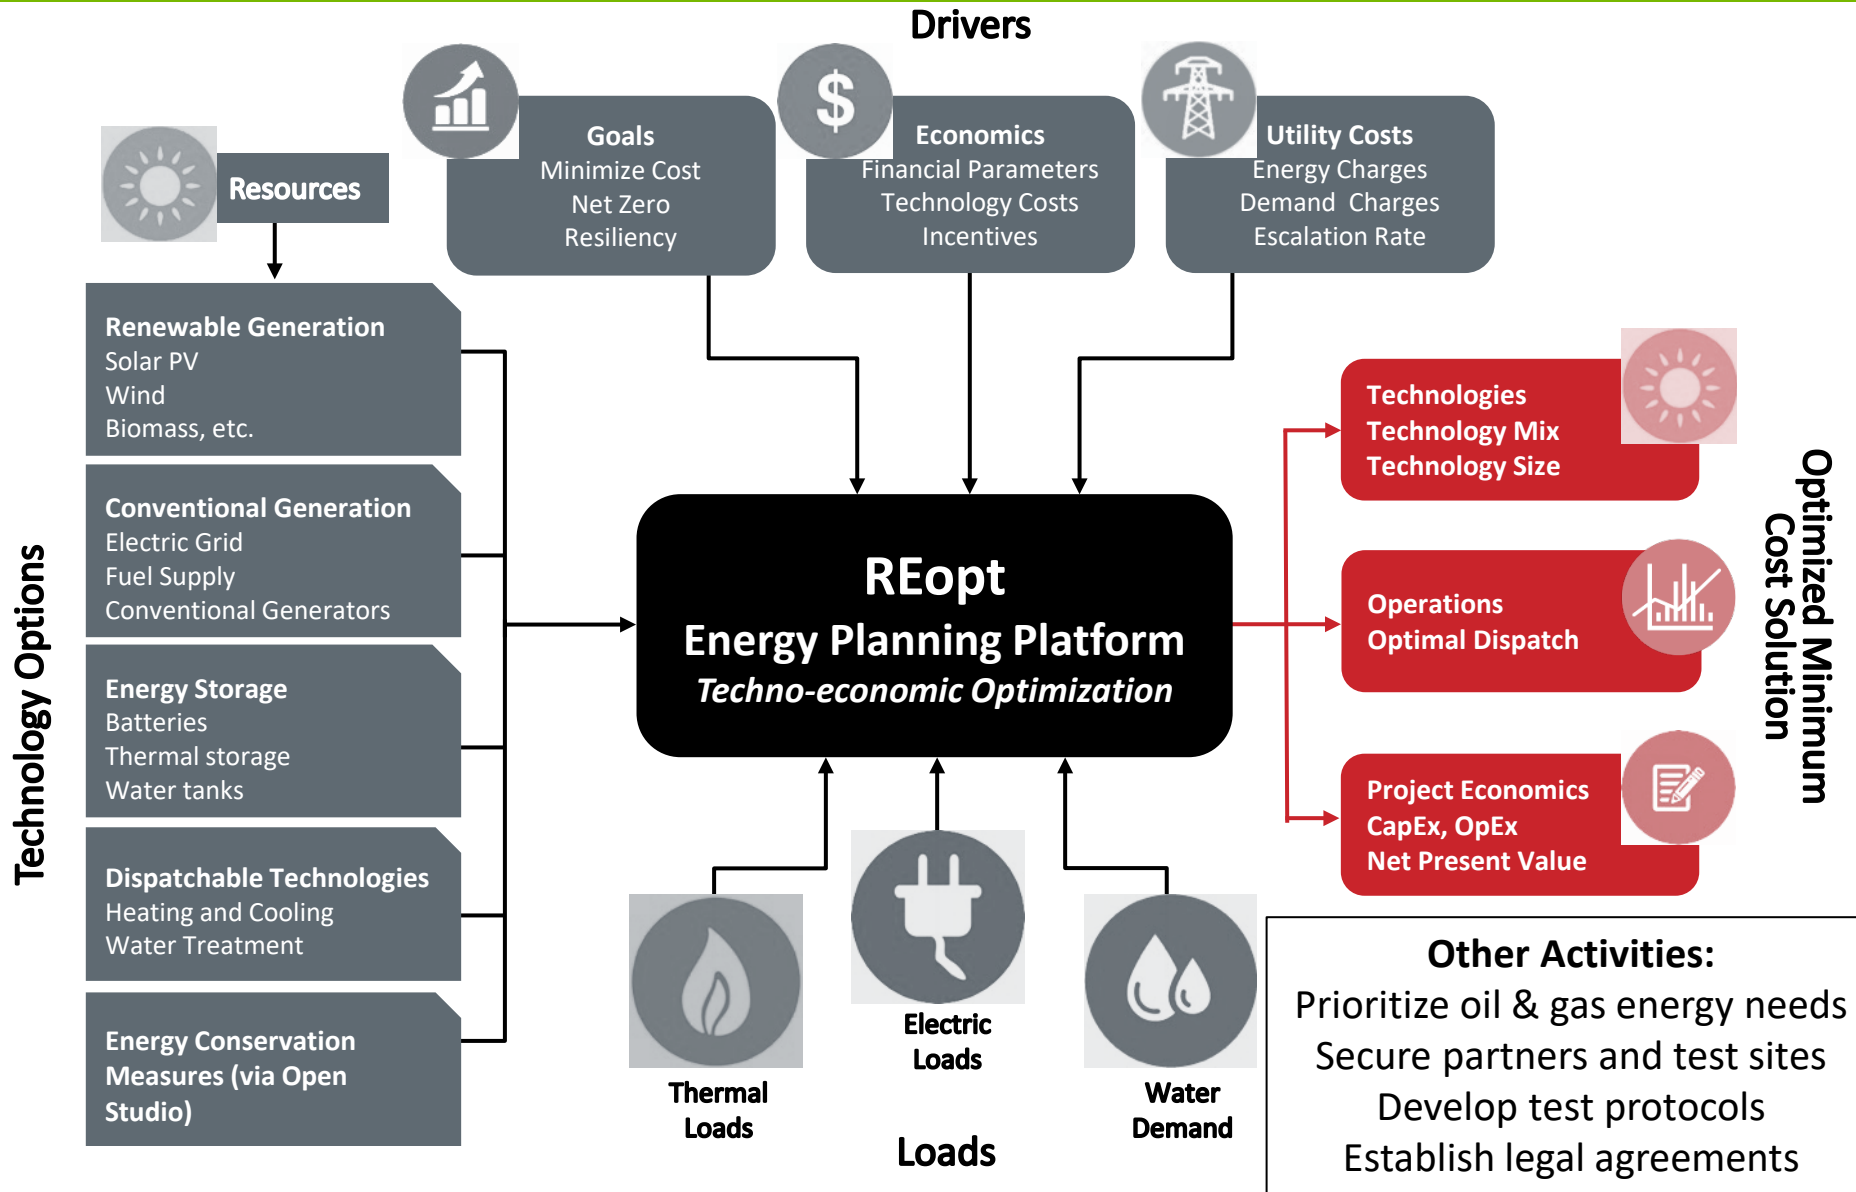 Drivers
Goals
Minimize Cost
Net Zero
Resiliency
$
Economics
Financial Parameters
Technology Costs
Incentives
Utility Costs
Energy Charges
Demand  Charges
Escalation Rate
Resources
Technology Options
Renewable Generation
Solar PV
Wind
Biomass, etc.
Conventional Generation
Electric Grid
Fuel Supply
Conventional Generators
Energy Storage
Batteries
Thermal storage
Water tanks
Dispatchable Technologies
Heating and Cooling
Water Treatment
Energy Conservation
Measures (via Open
Studio)
REopt
Energy Planning Platform
Techno-economic Optimization
Thermal
Loads
Electric
Loads
Water
Demand
Loads
Technologies
Technology Mix
Technology Size
Operations
Optimal Dispatch
Project Economics
CapEx, OpEx
Net Present Value
Optimized Minimum
Cost Solution
Other Activities:
Prioritize oil & gas energy needs
Secure partners and test sites
Develop test protocols
Establish legal agreements